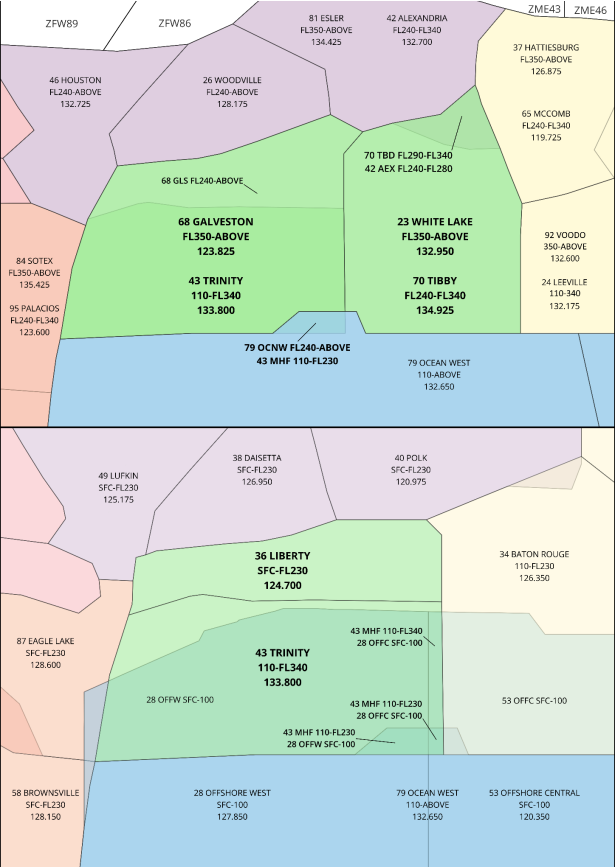 ZFW89
ZFW86
ZME43
ZME46
81 ESLER
FL350-ABOVE
134.425
42 ALEXANDRIA
FL240-FL340
132.700
37 HATTIESBURG
FL350-ABOVE
126.875
46 HOUSTON
FL240-ABOVE
132.725
26 WOODVILLE
FL240-ABOVE
128.175
65 MCCOMB
FL240-FL340
119.725
70 TBD FL290-FL340
42 AEX FL240-FL280
68 GLS FL240-ABOVE
68 GALVESTON
FL350-ABOVE
123.825
43 TRINITY
110-FL340
133.800
23 WHITE LAKE
FL350-ABOVE
132.950
70 TIBBY
FL240-FL340
134.925
92 VOODO
350-ABOVE
132.600
24 LEEVILLE
110-340
132.175
84 SOTEX
FL350-ABOVE
135.425
95 PALACIOS
FL240-FL340
123.600
79 OCNW FL240-ABOVE
43 MHF 110-FL230
79 OCEAN WEST
110-ABOVE
132.650
49 LUFKIN
SFC-FL230
125.175
38 DAISETTA
SFC-FL230
126.950
40 POLK
SFC-FL230
120.975
36 LIBERTY
SFC-FL230
124.700
34 BATON ROUGE
110-FL230
126.350
87 EAGLE LAKE
SFC-FL230
128.600
43 TRINITY
110-FL340
133.800
43 MHF 110-FL340
28 OFFC SFC-100
28 OFFW SFC-100
53 OFFC SFC-100
43 MHF 110-FL230
28 OFFC SFC-100
43 MHF 110-FL230
28 OFFW SFC-100
58 BROWNSVILLE
SFC-FL230
128.150
28 OFFSHORE WEST
SFC-100
127.850
79 OCEAN WEST
110-ABOVE
132.650
53 OFFSHORE CENTRAL
SFC-100
120.350